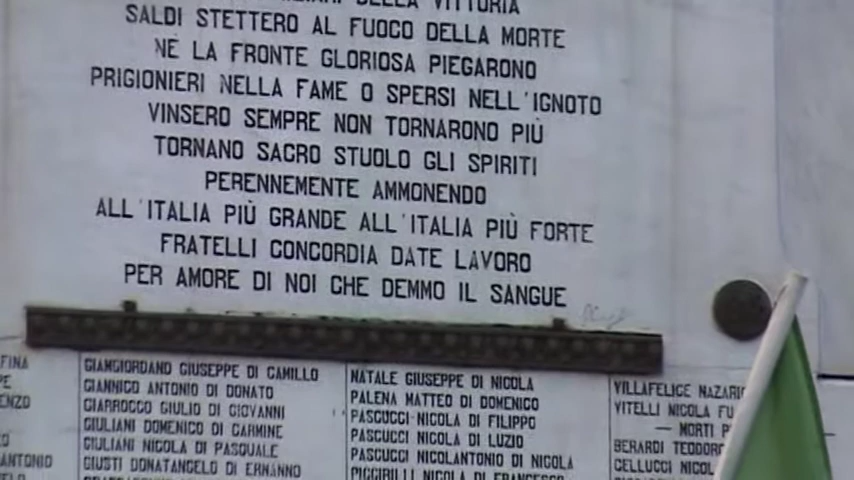 DELLA VITTORIA
SALDI STETTERO AL FUOCO DELLA MORTE
NÈ LA FRONTE GLORIOSA PIEGARONO
PRIGIONIERI NELLA FAME O SPERSI NELL'IGNOTO
VINSERO SEMPRE NON TORNARONO PIÙ
TORNANO SACRO STUOLO GLI SPIRITI
PERENNEMENTE AMMONENDO
ALL'ITALIA PIÙ GRANDE ALL'ITALIA PIÙ FORTE
FRATELLI CONCORDIA DATE LAVORO
PER AMORE DI NOI CHE DEMMO IL SANGUE
FINA
ENZO
ANTONIO
GIANGIORDANO GIUSEPPE DI CAMILLO
GIANNICO ANTONIO DI DONATO
GIARROCCO GIULIO DI GIOVANNI
GIULIANI DOMENICO DI CARMINE
GIULIANI NICOLA DI PASQUALE
GIUSTI DONATANGELO DI ERMANNO
NATALE GIUSEPPE DI NICOLA
PALENA MATTEO DI DOMENICO
PASCUCCI NICOLA DI FILIPPO
PASCUCCI NICOLA DI LUZIO
PASCUCCI NICOLANTONIO DI NICOLA
PICCIRILLI NICOLA DI FRANCESCO
VILLAFELICE NAZARI
VITELLI NICOLA FU
— MORTI P
BERARDI TEODOR
CELLUCCI NICOL